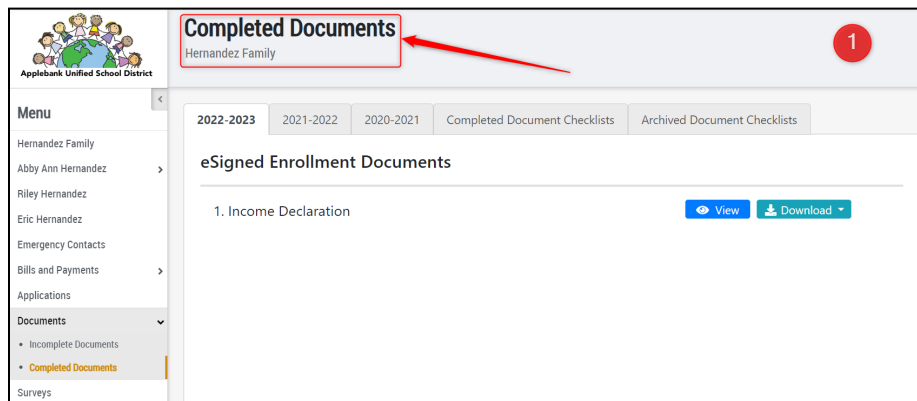 Applebank Unified School District
Completed Documents
Hernandez Family
1
Menu
Hernandez Family
Abby Ann Hernandez
Riley Hernandez
Eric Hernandez
Emergency Contacts
Bills and Payments
Applications
Documents
Incomplete Documents
Completed Documents
Surveys
2022-2023 2021-2022 2020-2021 Completed Document Checklists Archived Document Checklists
eSigned Enrollment Documents
1. Income Declaration View Download